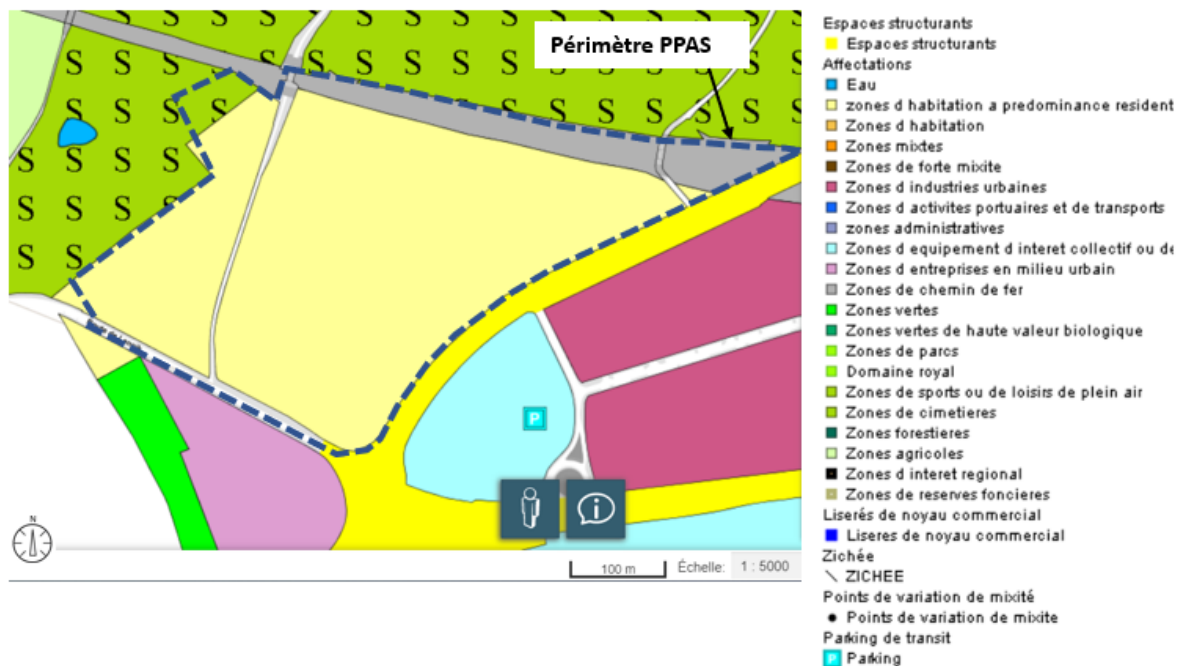 Périmètre PPAS
P
N
i
100 m
Échelle: 1 : 5000
Espaces structurants
Espaces structurants
Affectations
Eau
zones d habitation a predominance resident
Zones d habitation
Zones mixtes
Zones de forte mixite
Zones d industries urbaines
Zones d activites portuaires et de transports
zones administratives
Zones d equipement d interet collectif ou de
Zones d entreprises en milieu urbain
Zones de chemin de fer
Zones vertes
Zones vertes de haute valeur biologique
Zones de parcs
Domaine royal
Zones de sports ou de loisirs de plein air
Zones de cimetieres
Zones forestieres
Zones agricoles
Zones d interet regional
Zones de reserves foncieres
Liserés de noyau commercial
Liseres de noyau commercial
Zichée
ZICHEE
Points de variation de mixité
Points de variation de mixite
Parking de transit
P Parking